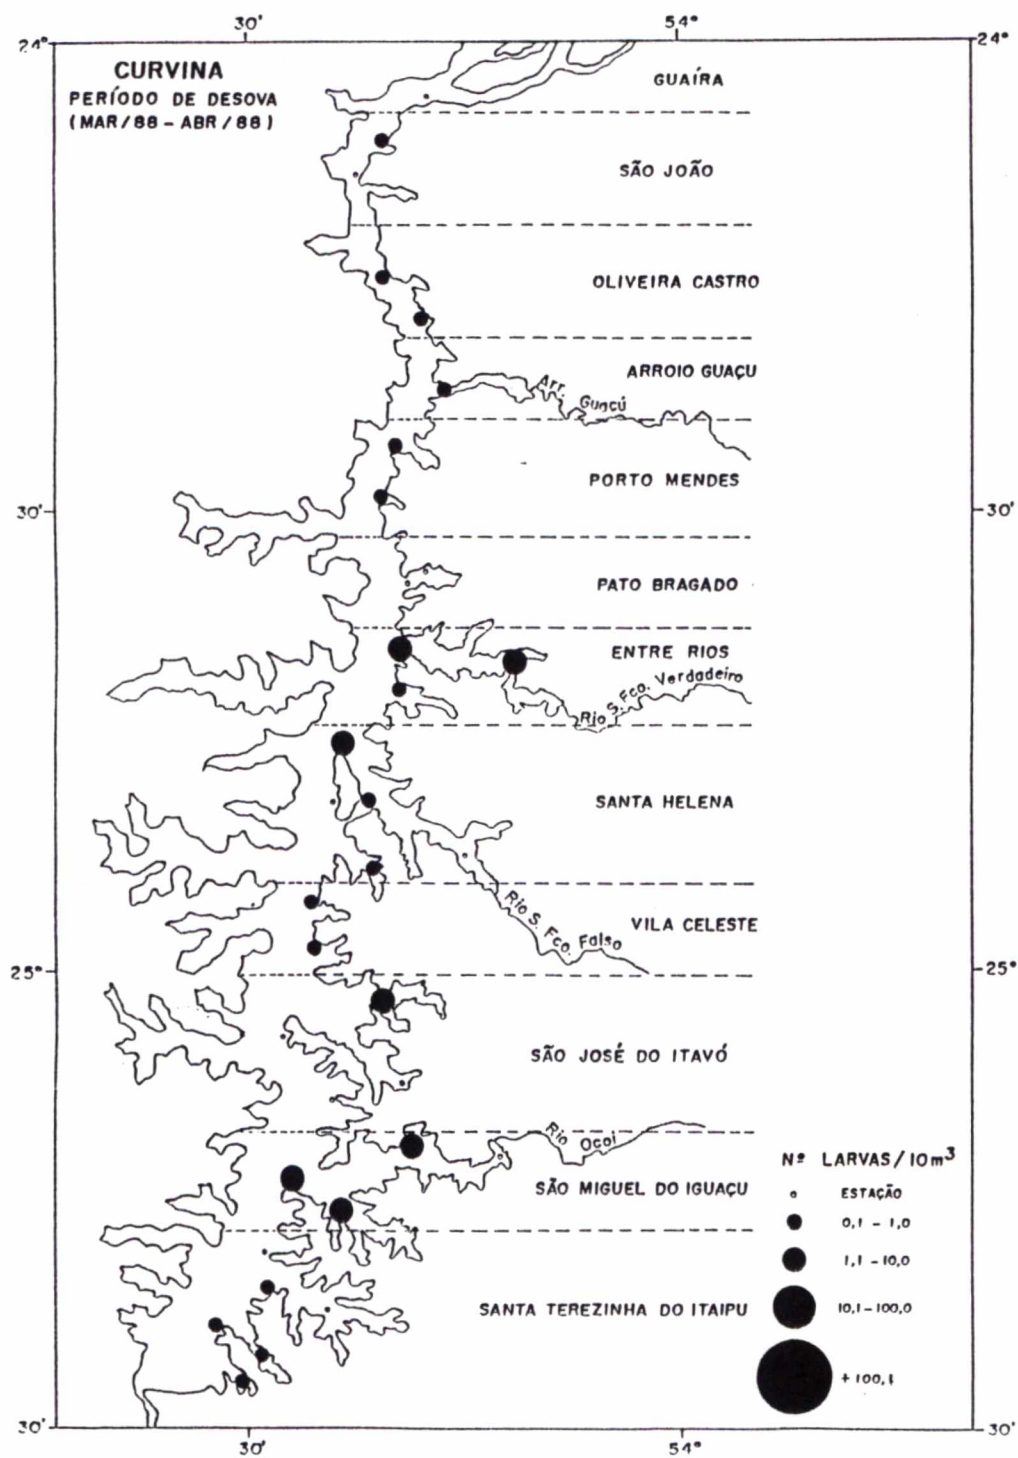 30'
54°
24°
24°
CURVINA
PERÍODO DE DESOVA
(MAR/88 – ABR/88)
GUAÍRA
SÃO JOÃO
OLIVEIRA CASTRO
ARROIO GUAÇU
Arr. Guaçú
PORTO MENDES
30'
30'
PATO BRAGADO
ENTRE RIOS
Rio S. Fco. Verdadeiro
SANTA HELENA
Rio S. Fco. Falso
VILA CELESTE
25°
25°
SÃO JOSÉ DO ITAVÓ
Rio Ocoi
Nº LARVAS/10m³
SÃO MIGUEL DO IGUAÇU
ESTAÇÃO
0,1 – 1,0
1,1 – 10,0
SANTA TEREZINHA DO ITAIPU
10,1 – 100,0
+ 100,1
30'
30'
30'
54°